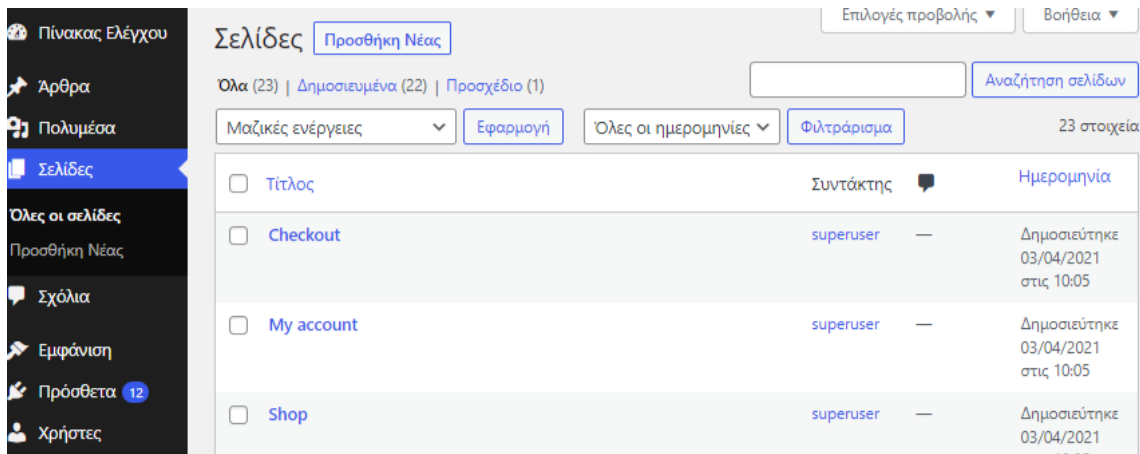 Πίνακας Ελέγχου
Άρθρα
Πολυμέσα
Σελίδες
Όλες οι σελίδες
Προσθήκη Νέας
Σχόλια
Εμφάνιση
Πρόσθετα 12
Χρήστες
Επιλογές προβολής ▼ Βοήθεια ▼
Σελίδες Προσθήκη Νέας
Όλα (23) | Δημοσιευμένα (22) | Προσχέδιο (1) Αναζήτηση σελίδων
Μαζικές ενέργειες Εφαρμογή Όλες οι ημερομηνίες Φιλτράρισμα 23 στοιχεία
Τίτλος Συντάκτης Ημερομηνία
Checkout superuser — Δημοσιεύτηκε
03/04/2021
στις 10:05
My account superuser — Δημοσιεύτηκε
03/04/2021
στις 10:05
Shop superuser — Δημοσιεύτηκε
03/04/2021